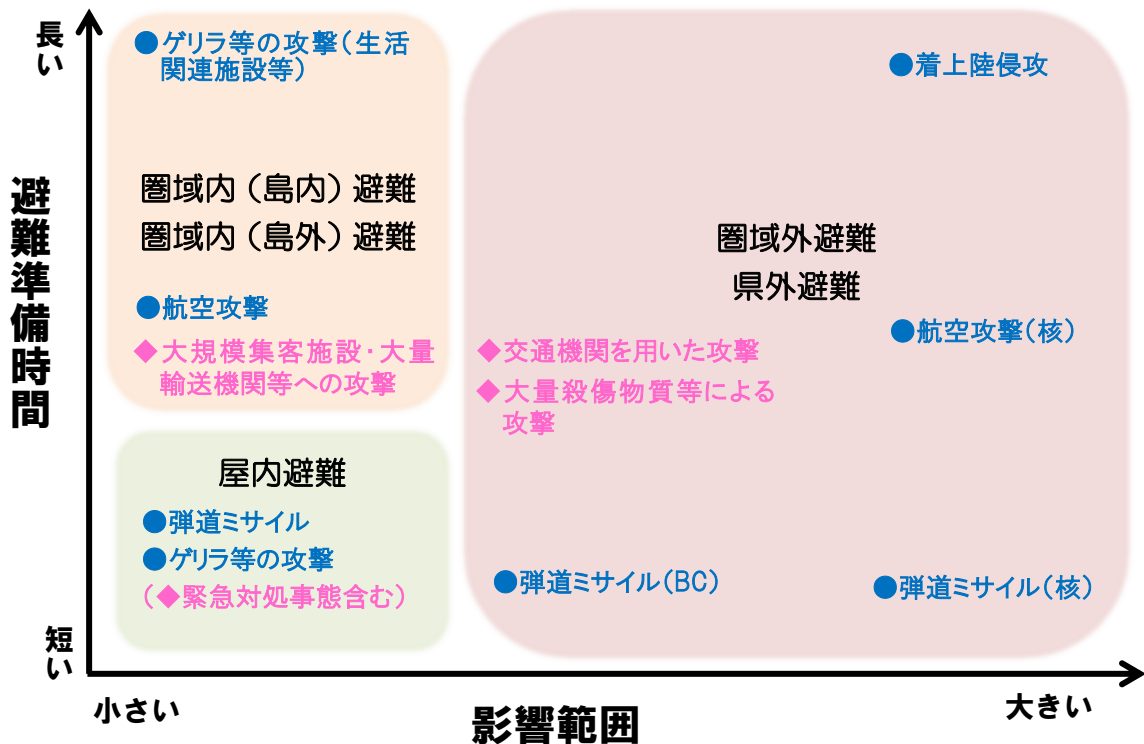 長い
避難準備時間
短い
●ゲリラ等の攻撃(生活
関連施設等)
圏域内(島内)避難
圏域内(島外)避難
●航空攻撃
◆大規模集客施設・大量
輸送機関等への攻撃
屋内避難
●弾道ミサイル
●ゲリラ等の攻撃
(◆緊急対処事態含む)
●着上陸侵攻
圏域外避難
県外避難
●航空攻撃(核)
◆交通機関を用いた攻撃
◆大量殺傷物質等による
攻撃
●弾道ミサイル(BC)
●弾道ミサイル(核)
小さい
影響範囲
大きい